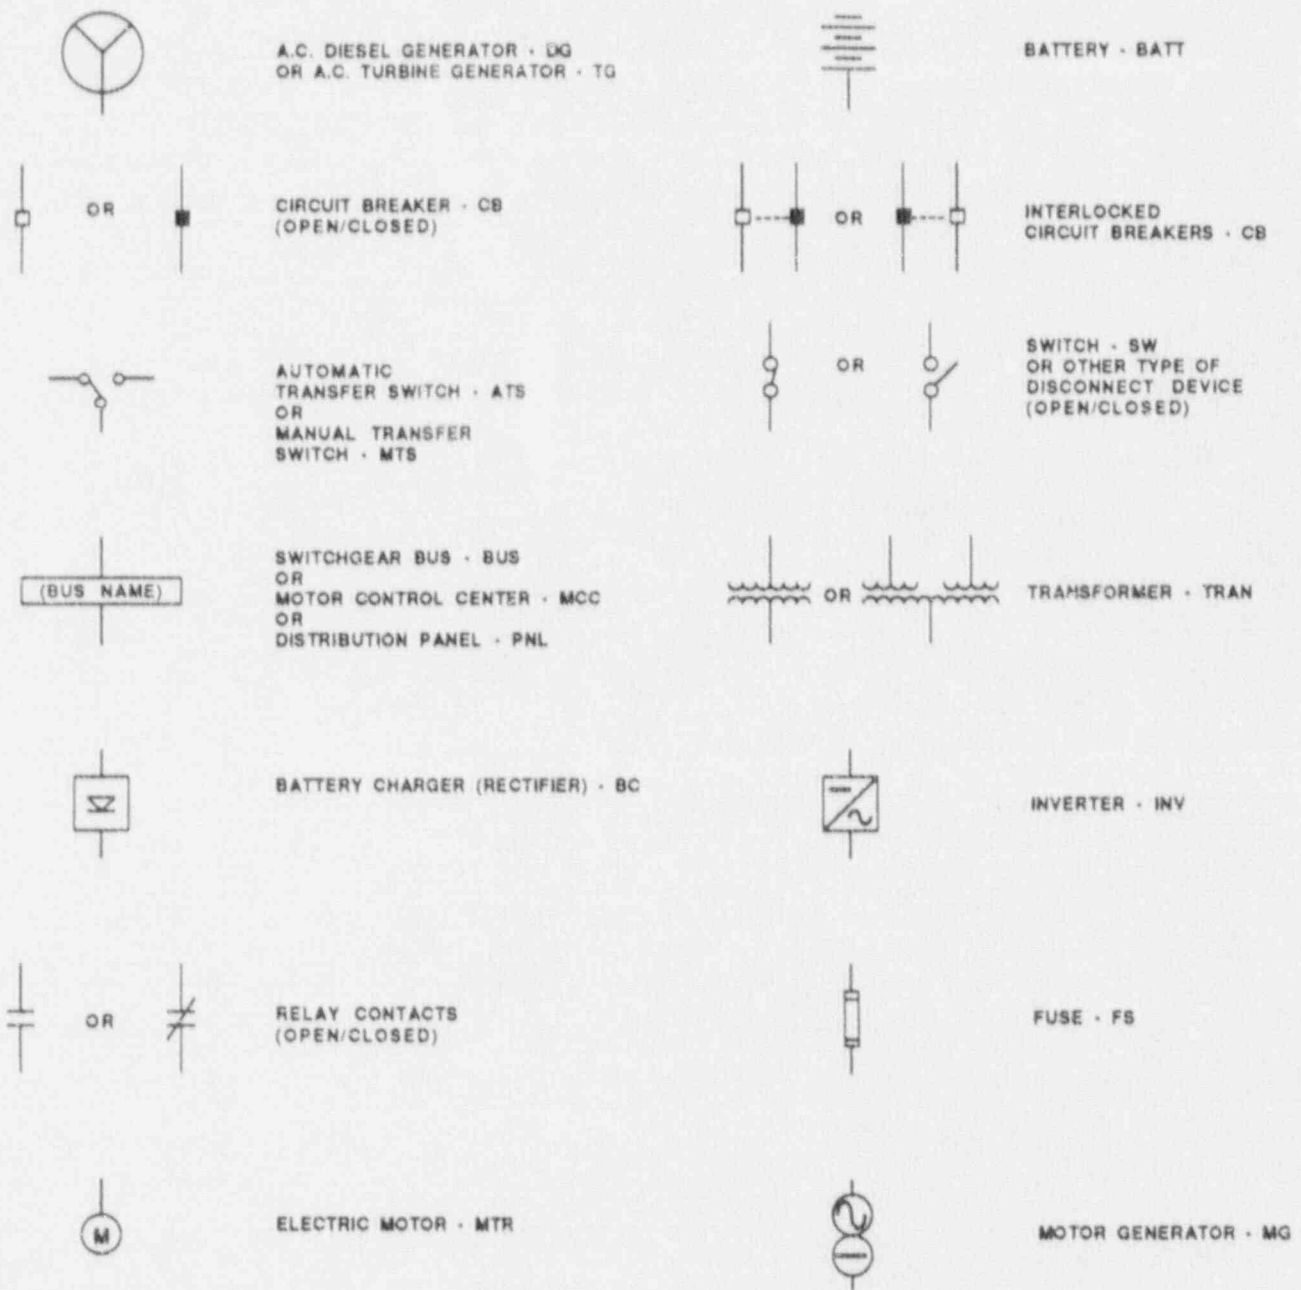 A.C. DIESEL GENERATOR - DG
OR A.C. TURBINE GENERATOR - TG
BATTERY - BATT
OR
CIRCUIT BREAKER - CB
(OPEN/CLOSED)
OR
INTERLOCKED
CIRCUIT BREAKERS - CB
AUTOMATIC
TRANSFER SWITCH - ATS
OR
MANUAL TRANSFER
SWITCH - MTS
OR
SWITCH - SW
OR OTHER TYPE OF
DISCONNECT DEVICE
(OPEN/CLOSED)
(BUS NAME)
SWITCHGEAR BUS - BUS
OR
MOTOR CONTROL CENTER - MCC
OR
DISTRIBUTION PANEL - PNL
OR
TRANSFORMER - TRAN
BATTERY CHARGER (RECTIFIER) - BC
INVERTER - INV
OR
RELAY CONTACTS
(OPEN/CLOSED)
FUSE - FS
M
ELECTRIC MOTOR - MTR
MOTOR GENERATOR - MG